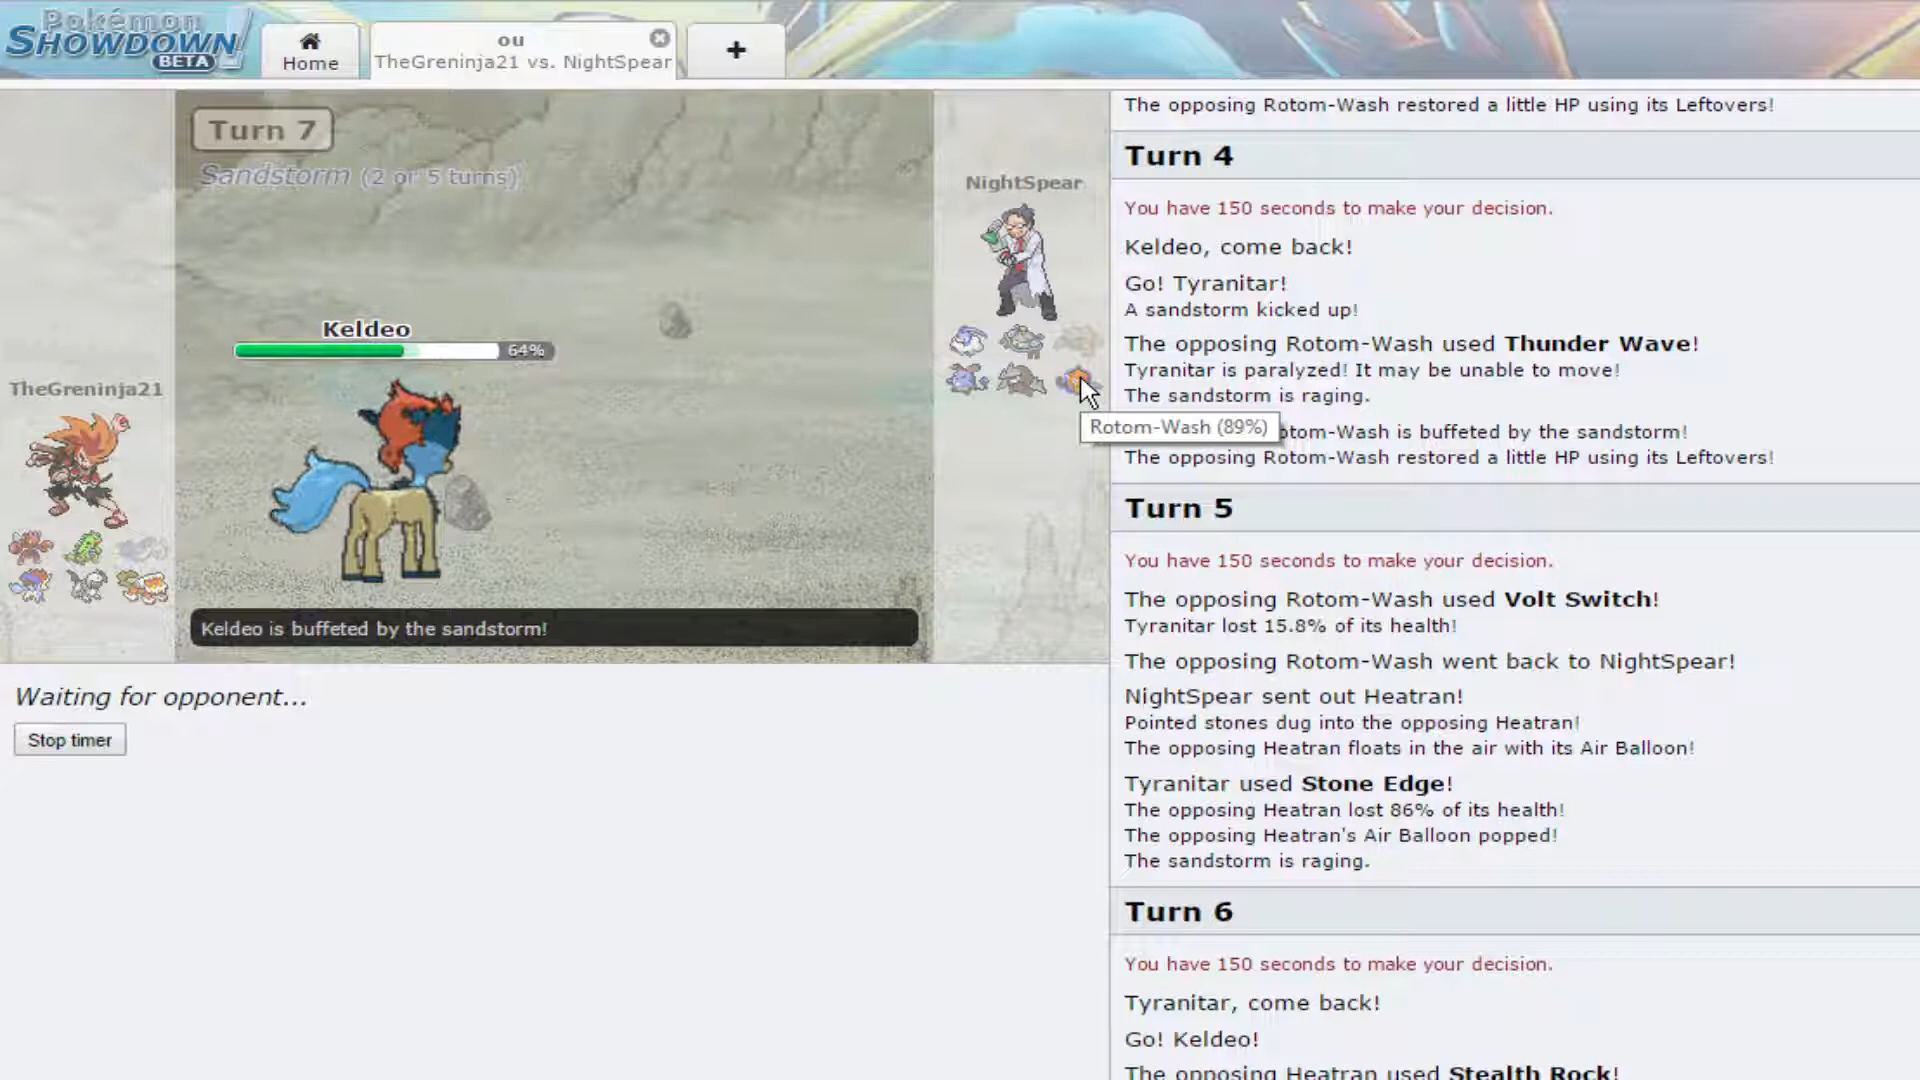 Pokémon
SHOWDOWN!
BETA
Home
ou
TheGreninja21 vs. NightSpear
Turn 7
Sandstorm (2 or 5 turns)
Keldeo
64%
TheGreninja21
NightSpear
Rotom-Wash (89%)
Keldeo is buffeted by the sandstorm!
Waiting for opponent...
Stop timer
The opposing Rotom-Wash restored a little HP using its Leftovers!
Turn 4
You have 150 seconds to make your decision.
Keldeo, come back!
Go! Tyranitar!
A sandstorm kicked up!
The opposing Rotom-Wash used Thunder Wave!
Tyranitar is paralyzed! It may be unable to move!
The sandstorm is raging.
otom-Wash is buffeted by the sandstorm!
The opposing Rotom-Wash restored a little HP using its Leftovers!
Turn 5
You have 150 seconds to make your decision.
The opposing Rotom-Wash used Volt Switch!
Tyranitar lost 15.8% of its health!
The opposing Rotom-Wash went back to NightSpear!
NightSpear sent out Heatran!
Pointed stones dug into the opposing Heatran!
The opposing Heatran floats in the air with its Air Balloon!
Tyranitar used Stone Edge!
The opposing Heatran lost 86% of its health!
The opposing Heatran's Air Balloon popped!
The sandstorm is raging.
Turn 6
You have 150 seconds to make your decision.
Tyranitar, come back!
Go! Keldeo!
The opposing Heatran used Stealth Rock!